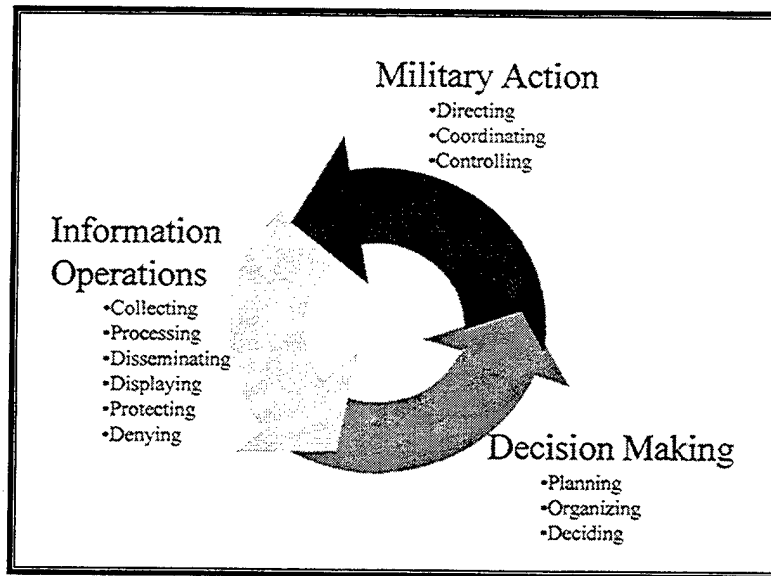 Military Action
•Directing
•Coordinating
•Controlling
Information
Operations
•Collecting
•Processing
•Disseminating
•Displaying
•Protecting
•Denying
Decision Making
•Planning
•Organizing
•Deciding